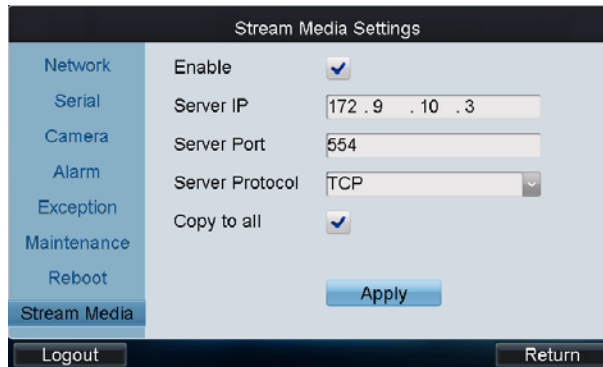 Stream Media Settings
Network
Serial
Camera
Alarm
Exception
Maintenance
Reboot
Stream Media
Enable
Server IP 172 . 9 . 10 . 3
Server Port 554
Server Protocol TCP
Copy to all
Apply
Logout Return